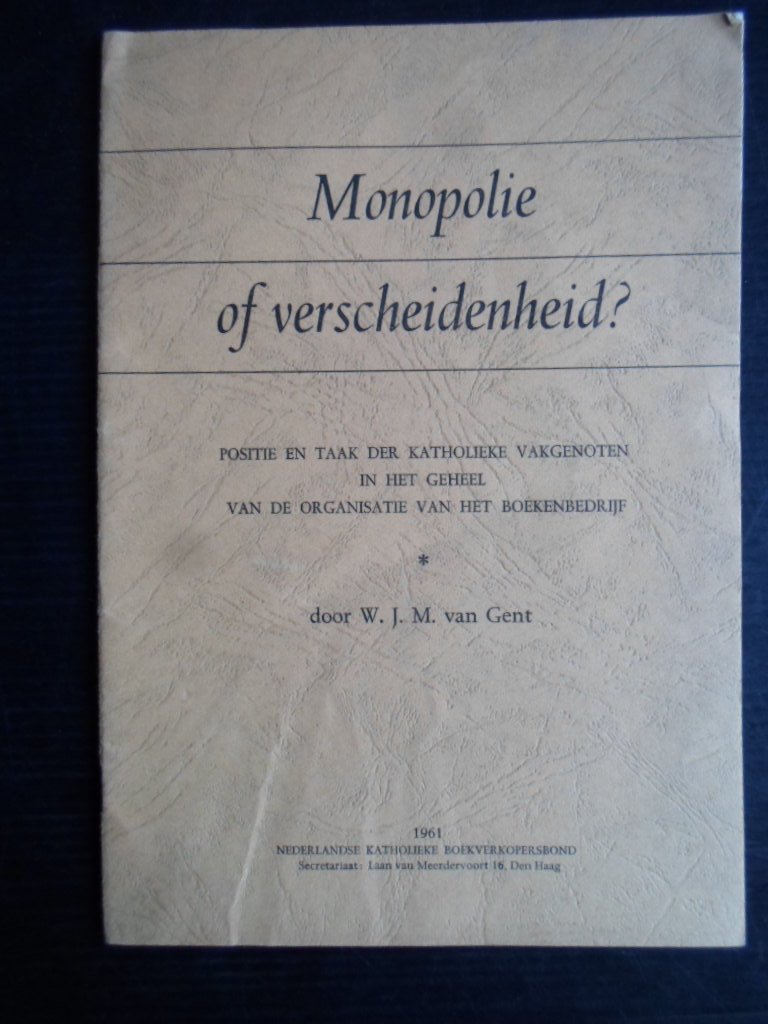 Monopolie
of verscheidenheid?
POSITIE EN TAAK DER KATHOLIEKE VAKGENOTEN
IN HET GEHEEL
VAN DE ORGANISATIE VAN HET BOEKENBEDRIJF
*
door W. J. M. van Gent
1961
NEDERLANDSE KATHOLIEKE BOEKVERKOPERSBOND
Secretariaat: Laan van Meerdervoort 16, Den Haag